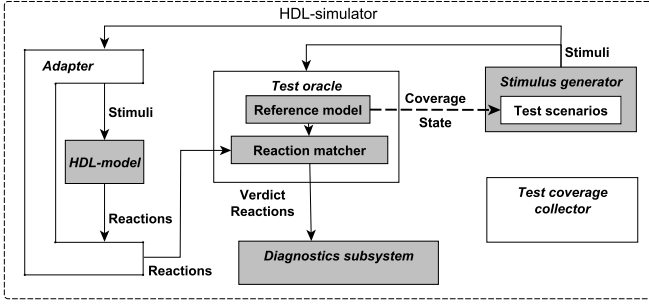 HDL-simulator
Adapter
Stimuli
HDL-model
Reactions
Reactions
Test oracle
Reference model
Reaction matcher
Verdict
Reactions
Diagnostics subsystem
Coverage
State
Stimuli
Stimulus generator
Test scenarios
Test coverage
collector